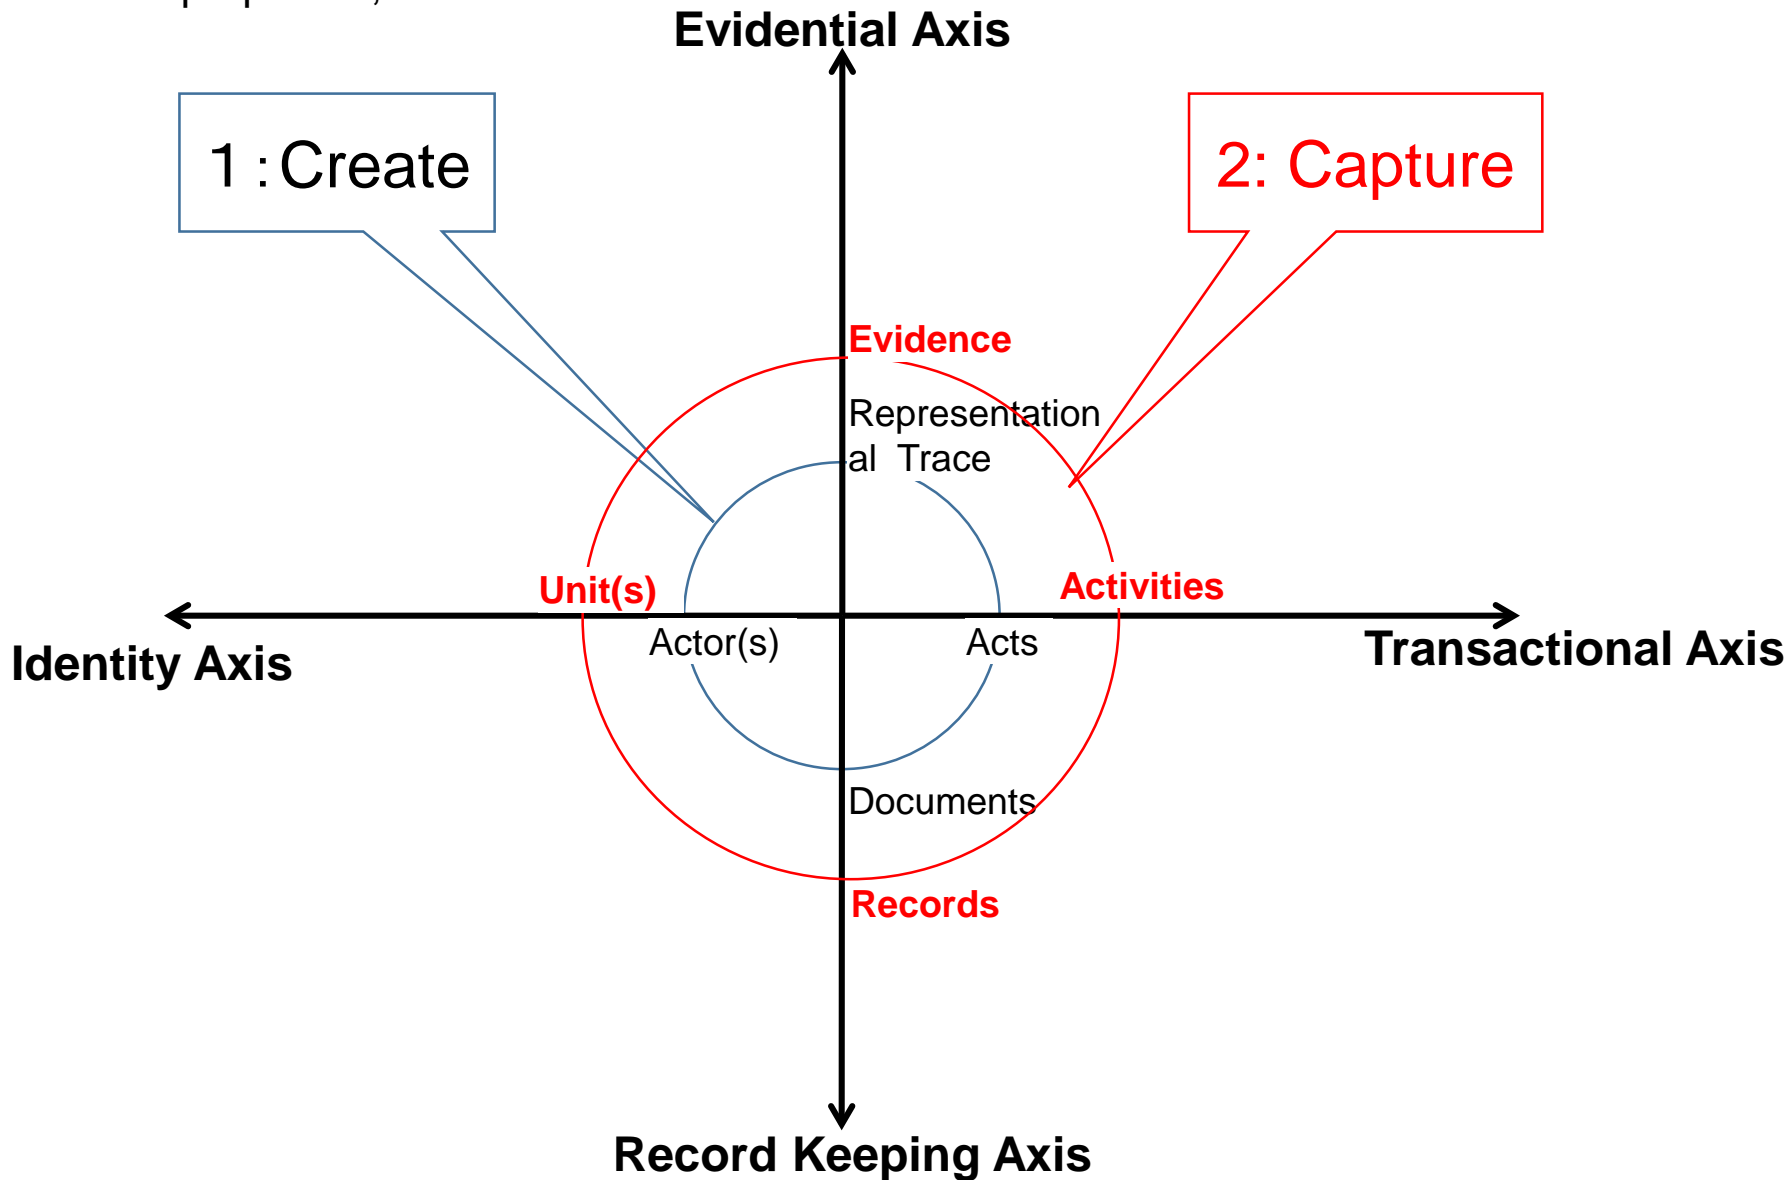 Evidential Axis
1:Create
2: Capture
Evidence
Representation
al Trace
Unit(s)
Activities
Actor(s)
Acts
Identity Axis
Transactional Axis
Documents
Records
Record Keeping Axis